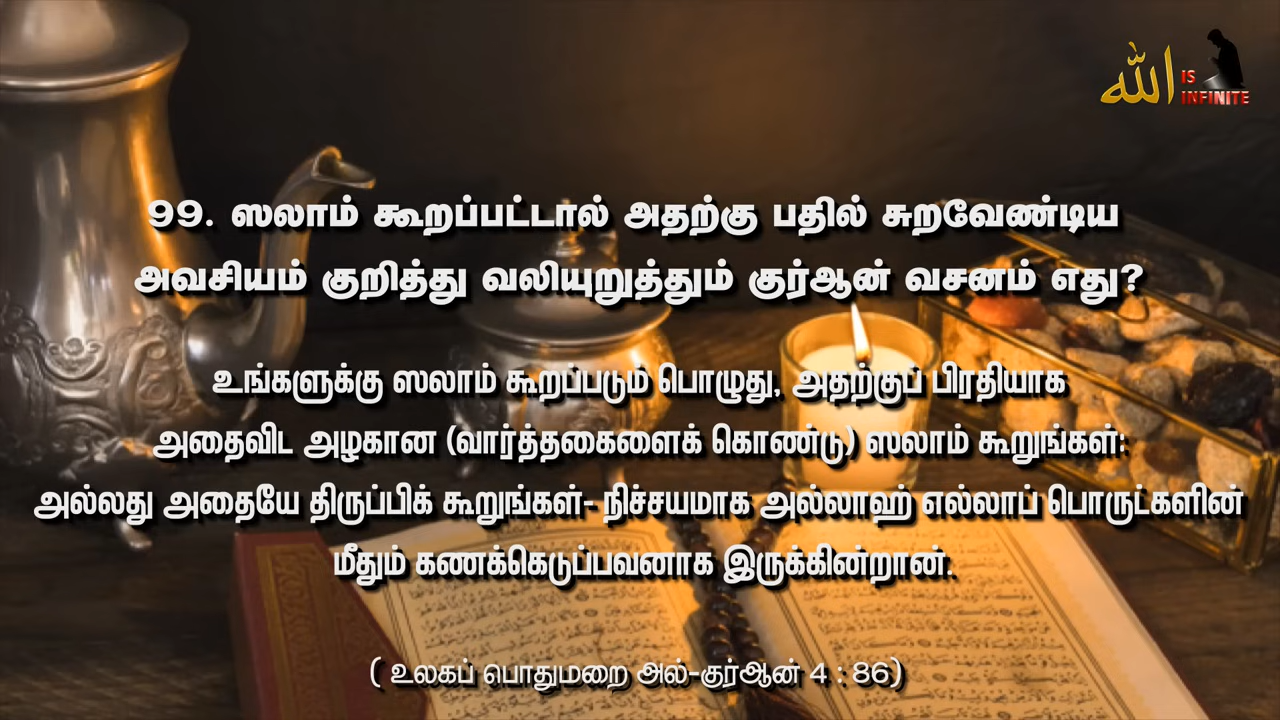 الله
IS
INFINITE
99. ஸலாம் கூறப்பட்டால் அதற்கு பதில் சுறவேண்டிய
அவசியம் குறித்து வலியுறுத்தும் குர்ஆன் வசனம் எது?
உங்களுக்கு ஸலாம் கூறப்படும் பொழுது, அதற்குப் பிரதியாக
அதைவிட அழகான (வார்த்தகைளைக் கொண்டு) ஸலாம் கூறுங்கள்:
அல்லது அதையே திருப்பிக் கூறுங்கள்- நிச்சயமாக அல்லாஹ் எல்லாப் பொருட்களின்
மீதும் கணக்கெடுப்பவனாக இருக்கின்றான்.
( உலகப் பொதுமறை அல்-குர்ஆன் 4 : 86)